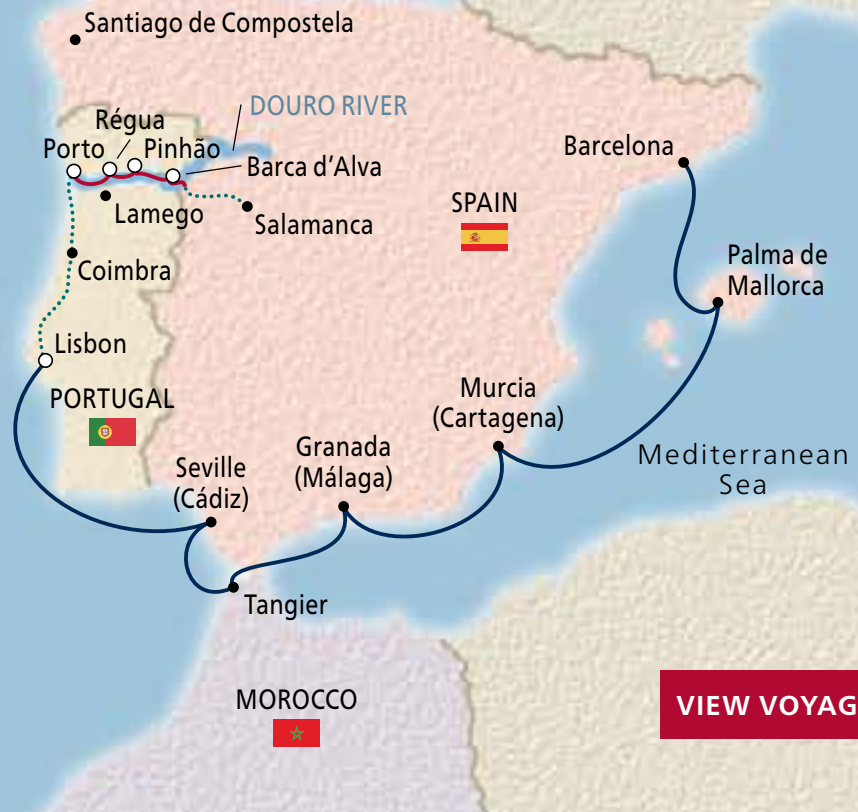 Santiago de Compostela
DOURO RIVER
Régua
Porto
Pinhão
Barca d’Alva
Barcelona
Lamego
Salamanca
SPAIN
Coimbra
Palma de
Mallorca
Lisbon
PORTUGAL
Murcia
(Cartagena)
Granada
(Málaga)
Seville
(Cádiz)
Mediterranean
Sea
Tangier
MOROCCO
VIEW VOYAG